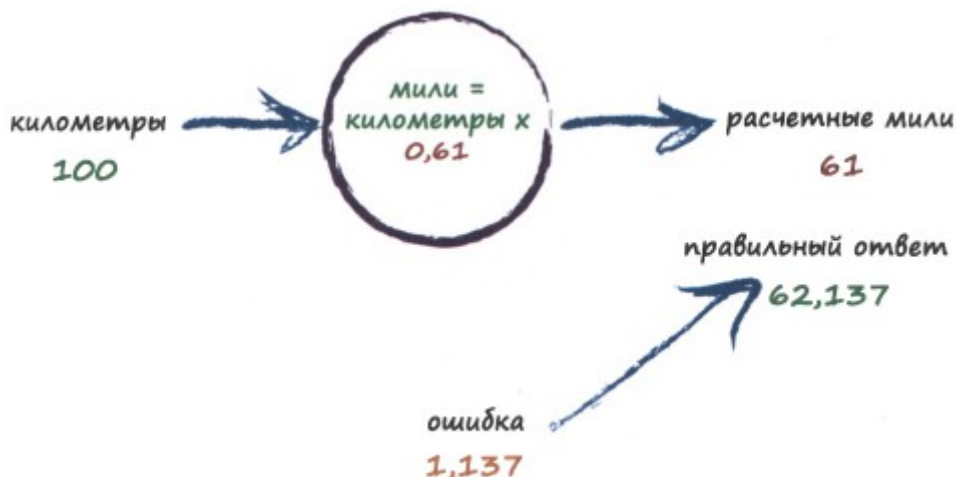 километры
100
мили =
километры x
0,61
расчетные мили
61
правильный ответ
62,137
ошибка
1,137